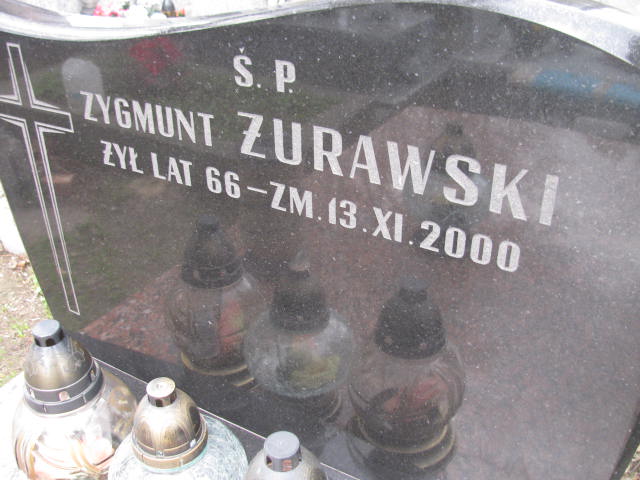 Ś.P.
ZYGMUNT ŻURAWSKI
ŻYŁ LAT 66 – ZM. 13.XI.2000